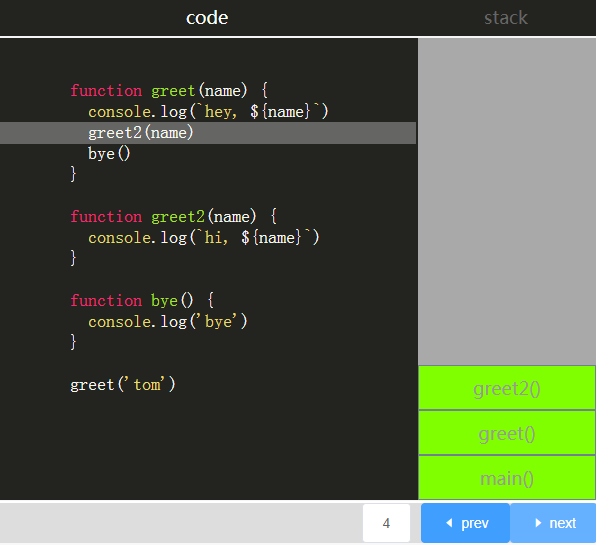 code
stack
function greet(name) {
console.log(`hey, ${name}`)
greet2(name)
bye()
}
function greet2(name) {
console.log(`hi, ${name}`)
}
function bye() {
console.log('bye')
}
greet('tom')
greet2()
greet()
main()
4
prev
next